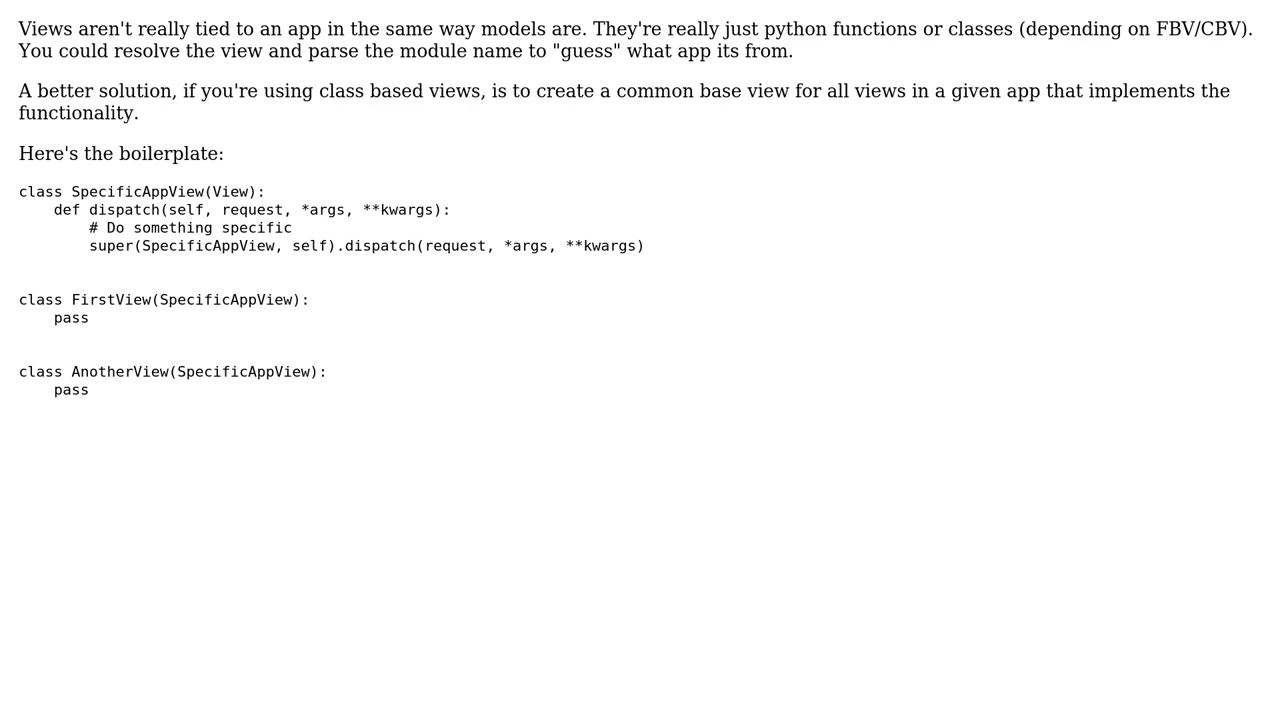 Views aren't really tied to an app in the same way models are. They're really just python functions or classes (depending on FBV/CBV).
You could resolve the view and parse the module name to "guess" what app its from.
A better solution, if you're using class based views, is to create a common base view for all views in a given app that implements the
functionality.
Here's the boilerplate:
class SpecificAppView(View):
    def dispatch(self, request, *args, **kwargs):
        # Do something specific
        super(SpecificAppView, self).dispatch(request, *args, **kwargs)
class FirstView(SpecificAppView):
    pass
class AnotherView(SpecificAppView):
    pass